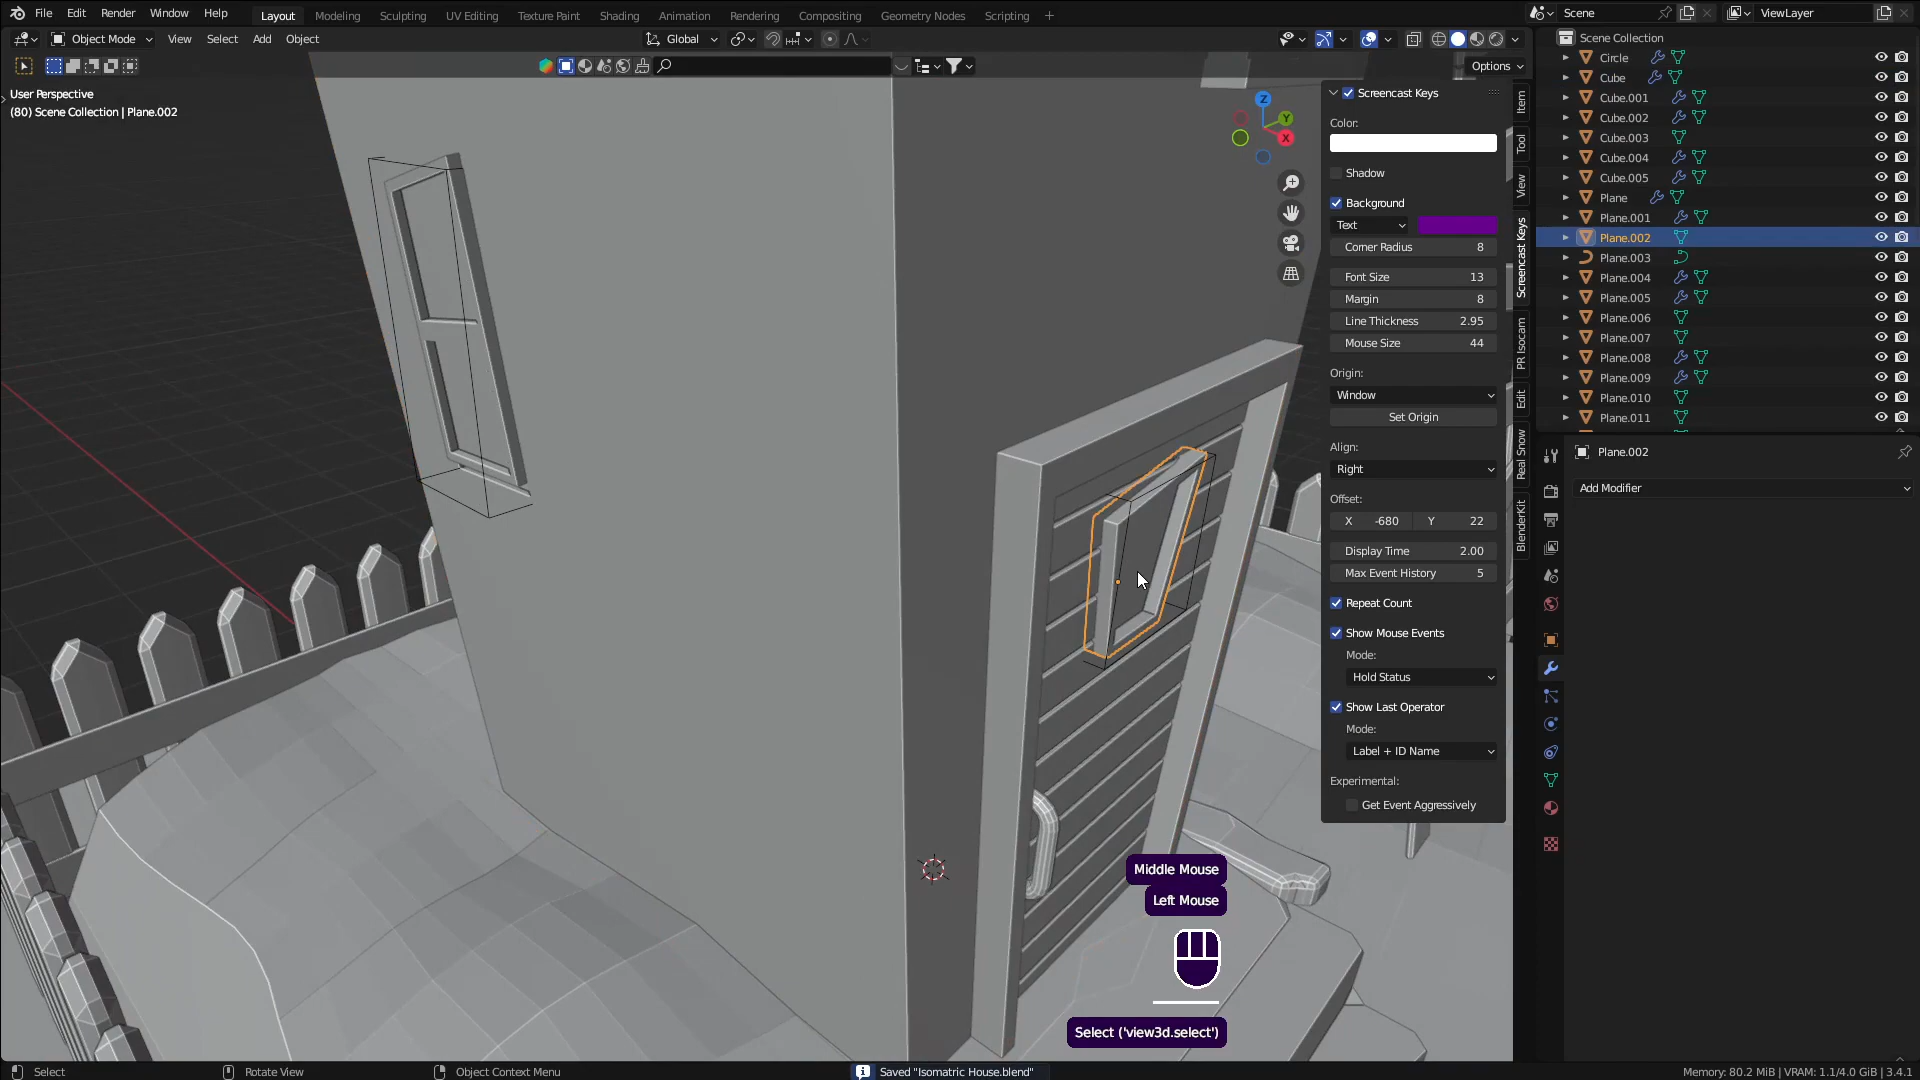 File Edit Render Window Help Layout Modeling Sculpting UV Editing Texture Paint Shading Animation Rendering Compositing Geometry Nodes Scripting Scene ViewLayer
Object Mode View Select Add Object Global
Options
User Perspective
(80) Scene Collection | Plane.002
Z
Y
X
Screencast Keys
Color:
Shadow
Background
Text
Corner Radius 8
Font Size 13
Margin 8
Line Thickness 2.95
Mouse Size 44
Origin:
Window
Set Origin
Align:
Right
Offset:
X -680 Y 22
Display Time 2.00
Max Event History 5
Repeat Count
Show Mouse Events
Mode:
Hold Status
Show Last Operator
Mode:
Label + ID Name
Experimental:
Get Event Aggressively
Item
Tool
View
Screencast Keys
PR Isocam
Edit
Real Snow
BlenderKit
Scene Collection
Circle
Cube
Cube.001
Cube.002
Cube.003
Cube.004
Cube.005
Plane
Plane.001
Plane.002
Plane.003
Plane.004
Plane.005
Plane.006
Plane.007
Plane.008
Plane.009
Plane.010
Plane.011
Plane.002
Add Modifier
Middle Mouse
Left Mouse
Select ('view3d.select')
Select Rotate View Object Context Menu Saved "Isomatric House.blend" Memory: 80.2 MiB | VRAM: 1.1/4.0 GiB | 3.4.1